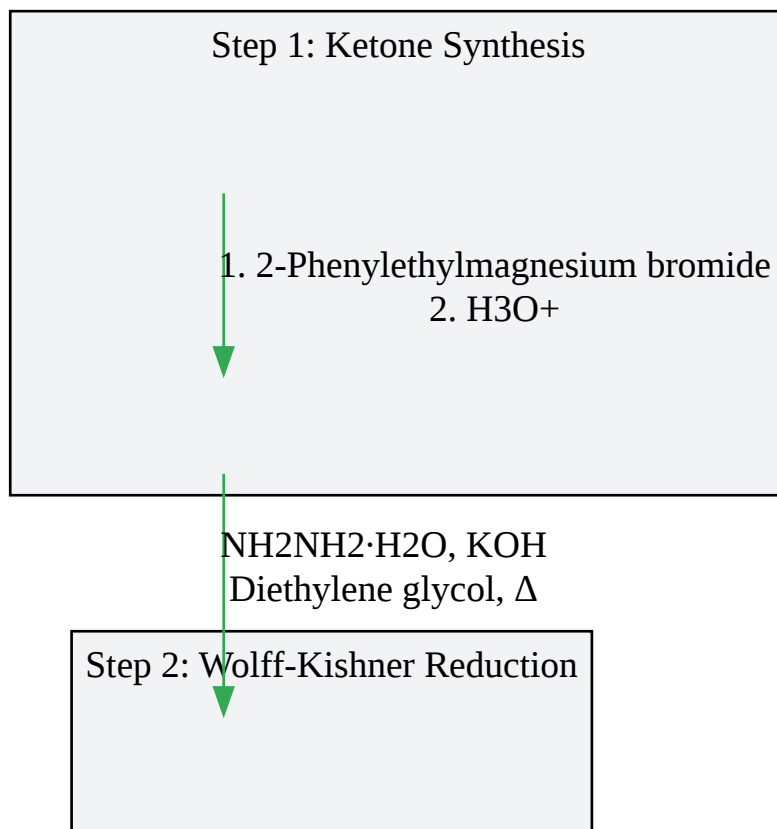 Step 1: Ketone Synthesis
1. 2-Phenylethylmagnesium bromide
2. H3O+
NH2NH2·H2O, KOH
Diethylene glycol, Δ
Step 2: Wolff-Kishner Reduction